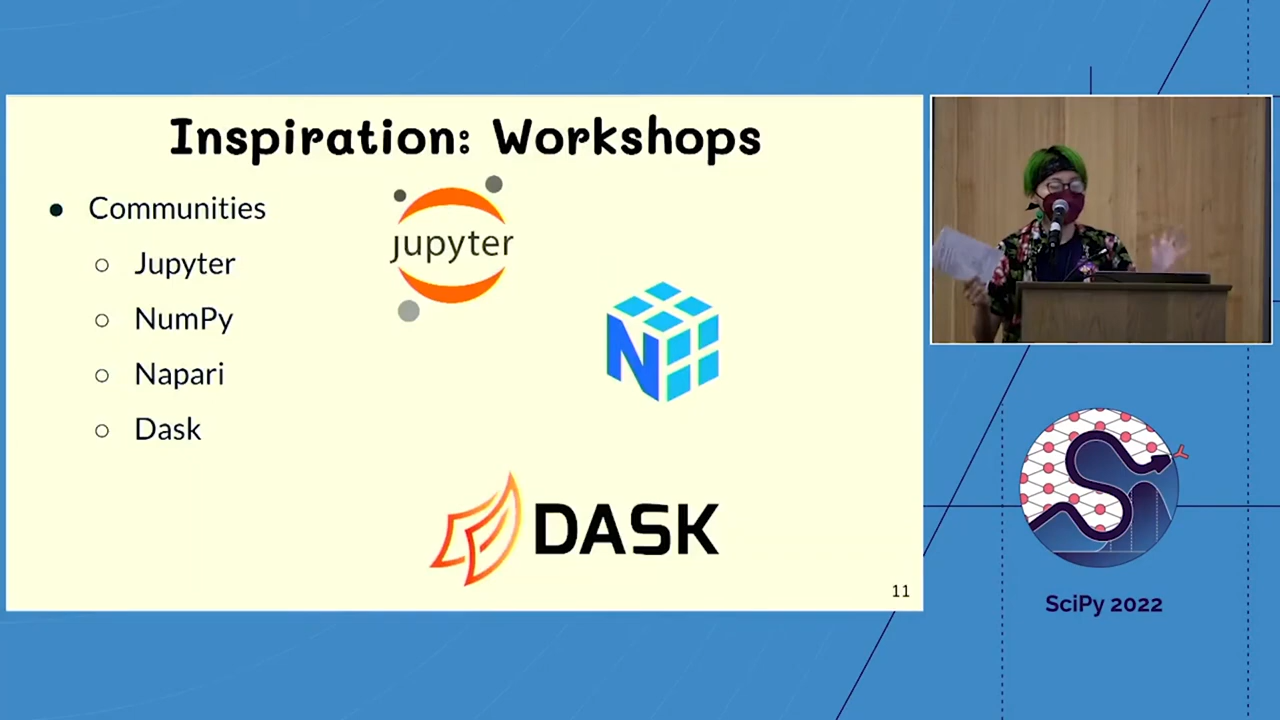 Inspiration: Workshops
● Communities
○ Jupyter
○ NumPy
○ Napari
○ Dask
jupyter
N
DASK
11
SciPy 2022